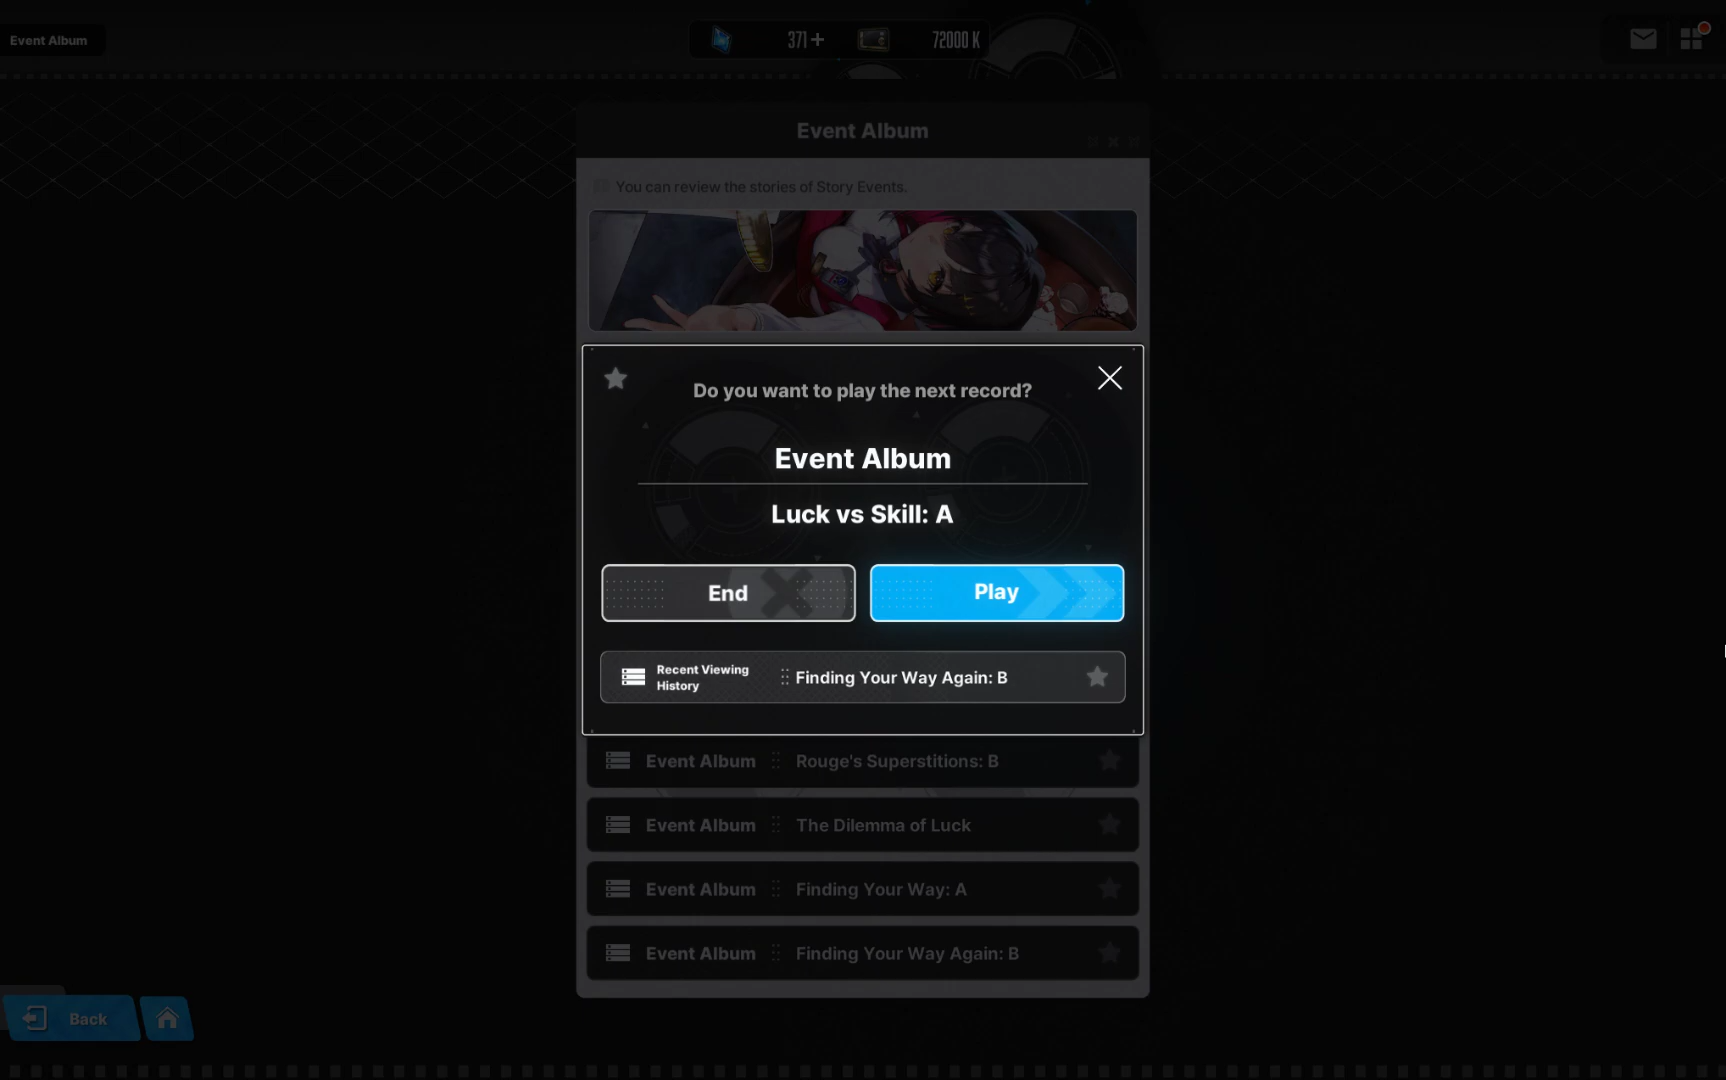 Event Album
371+
72000 K
Event Album
You can review the stories of Story Events.
Do you want to play the next record?
Event Album
Luck vs Skill: A
End
Play
Recent Viewing
History
Finding Your Way Again: B
Event Album
Rouge's Superstitions: B
Event Album
The Dilemma of Luck
Event Album
Finding Your Way: A
Event Album
Finding Your Way Again: B
Back